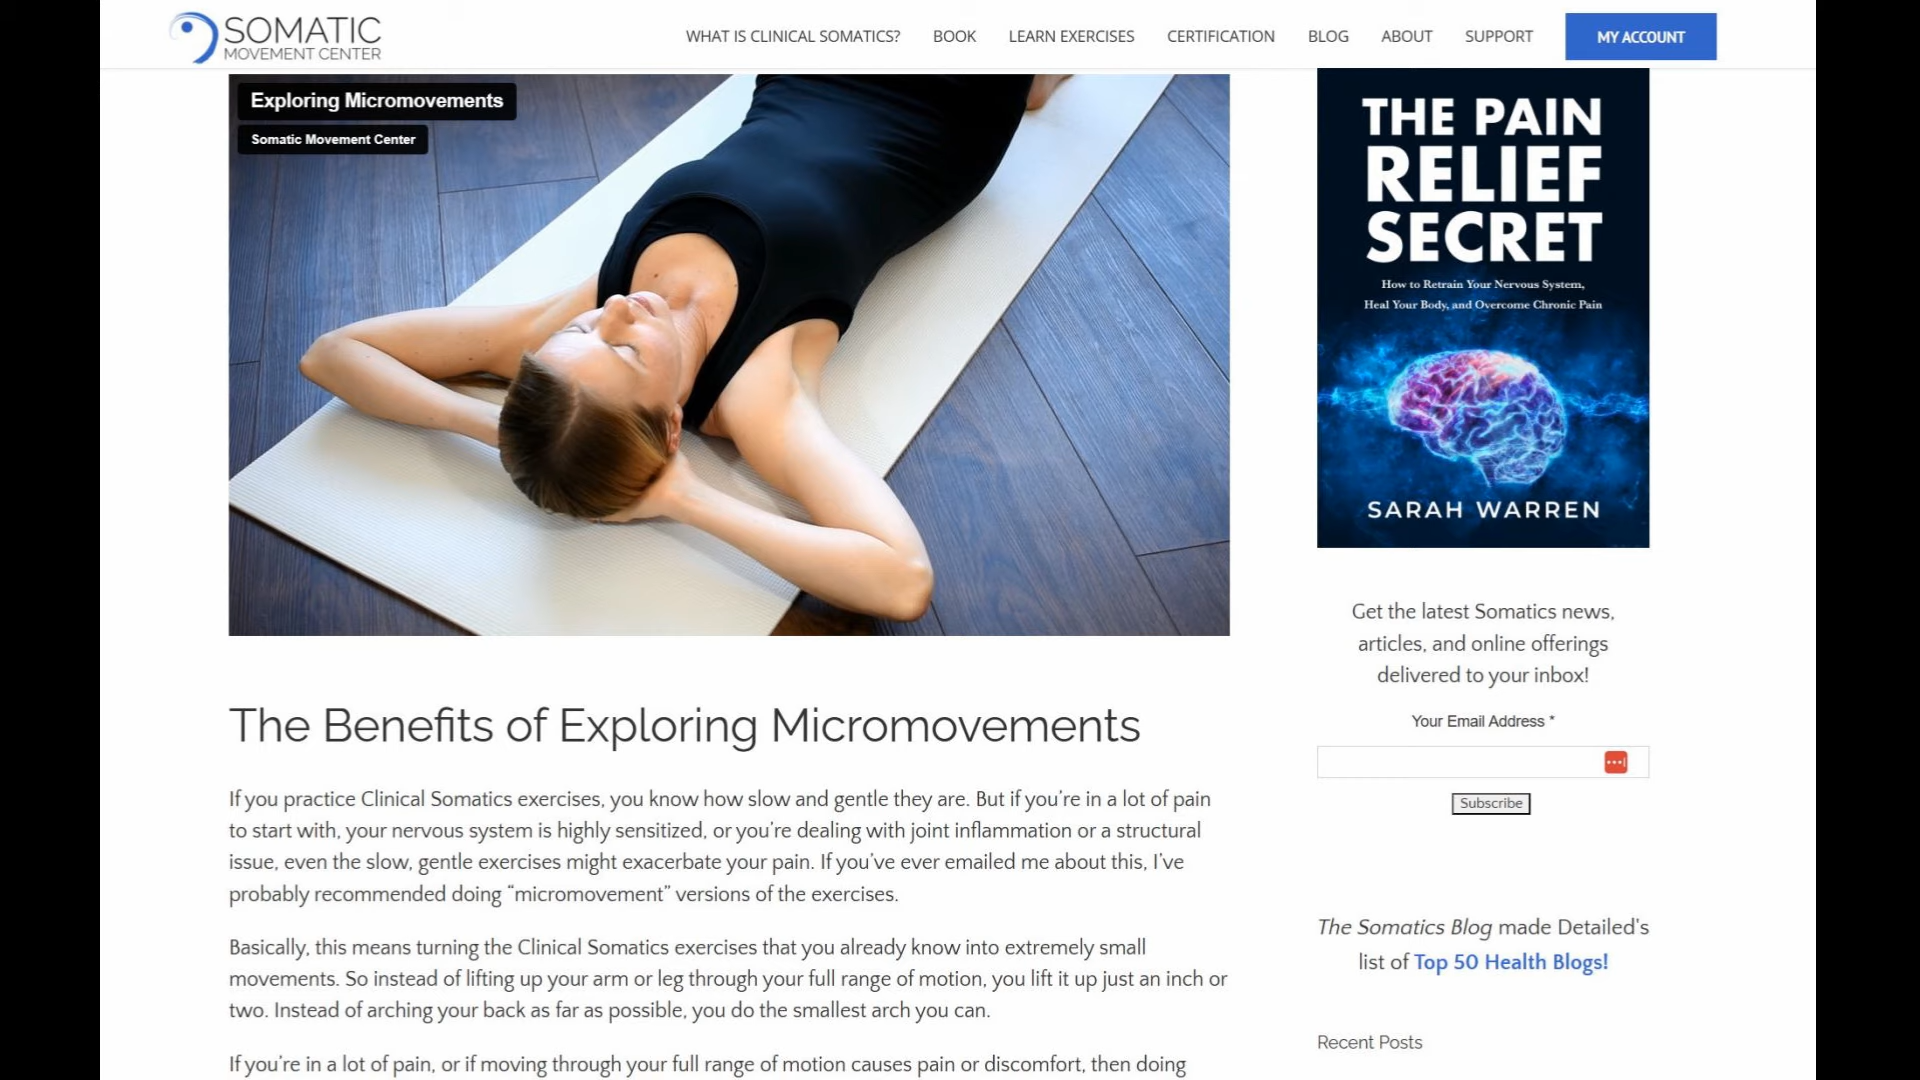 SOMATIC
MOVEMENT CENTER
WHAT IS CLINICAL SOMATICS?
BOOK
LEARN EXERCISES
CERTIFICATION
BLOG
ABOUT
SUPPORT
MY ACCOUNT
Exploring Micromovements
Somatic Movement Center
The Benefits of Exploring Micromovements
If you practice Clinical Somatics exercises, you know how slow and gentle they are. But if you’re in a lot of pain
to start with, your nervous system is highly sensitized, or you’re dealing with joint inflammation or a structural
issue, even the slow, gentle exercises might exacerbate your pain. If you’ve ever emailed me about this, I’ve
probably recommended doing “micromovement” versions of the exercises.
Basically, this means turning the Clinical Somatics exercises that you already know into extremely small
movements. So instead of lifting up your arm or leg through your full range of motion, you lift it up just an inch or
two. Instead of arching your back as far as possible, you do the smallest arch you can.
If you’re in a lot of pain, or if moving through your full range of motion causes pain or discomfort, then doing
THE PAIN
RELIEF
SECRET
How to Retrain Your Nervous System,
Heal Your Body, and Overcome Chronic Pain
SARAH WARREN
Get the latest Somatics news,
articles, and online offerings
delivered to your inbox!
Your Email Address *
Subscribe
The Somatics Blog made Detailed's
list of Top 50 Health Blogs!
Recent Posts